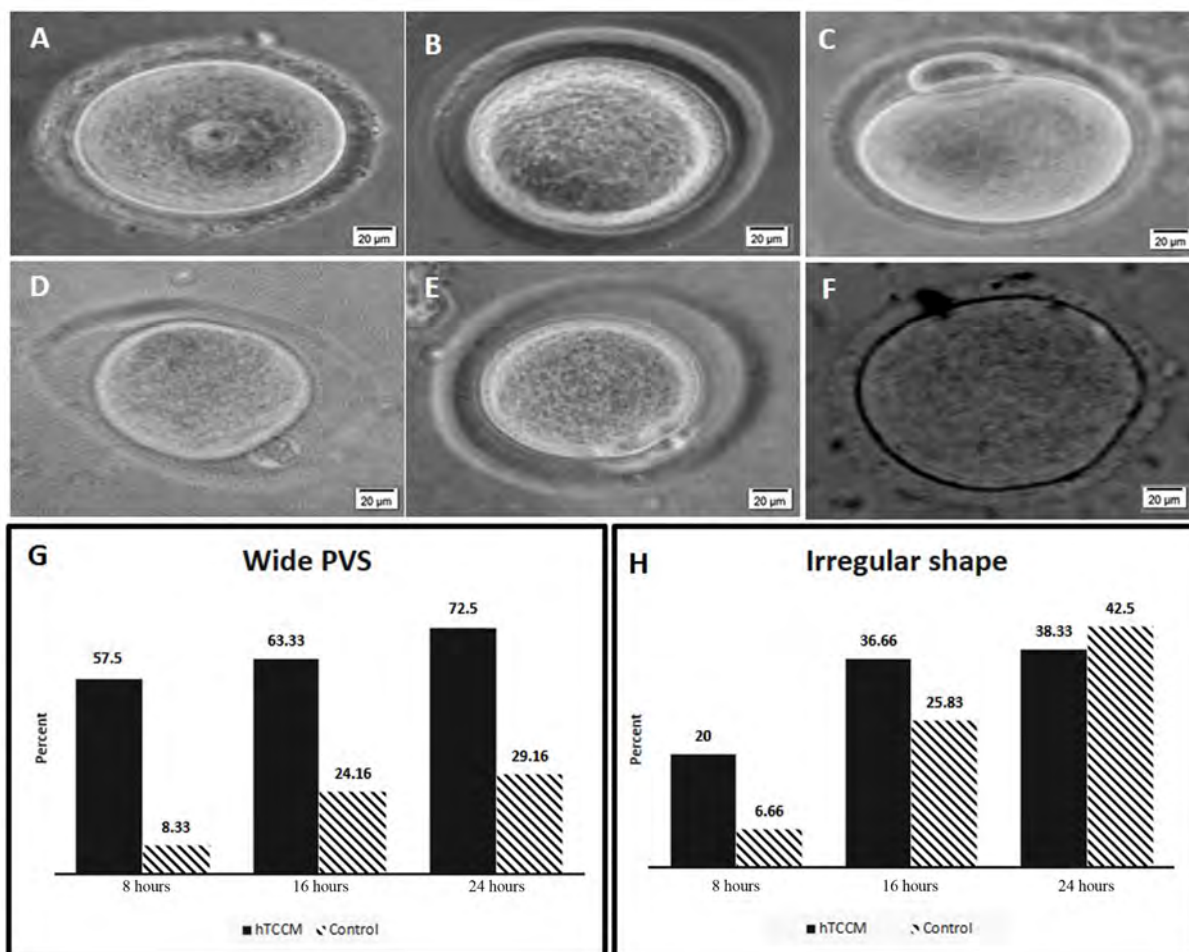 A
B
C
20 µm
20 µm
20 µm
D
E
F
20 µm
20 µm
20 µm
G
Wide PVS
Percent
57.5
8.33
63.33
24.16
72.5
29.16
8 hours
16 hours
24 hours
hTCCM
Control
H
Irregular shape
Percent
20
6.66
36.66
25.83
38.33
42.5
8 hours
16 hours
24 hours
hTCCM
Control